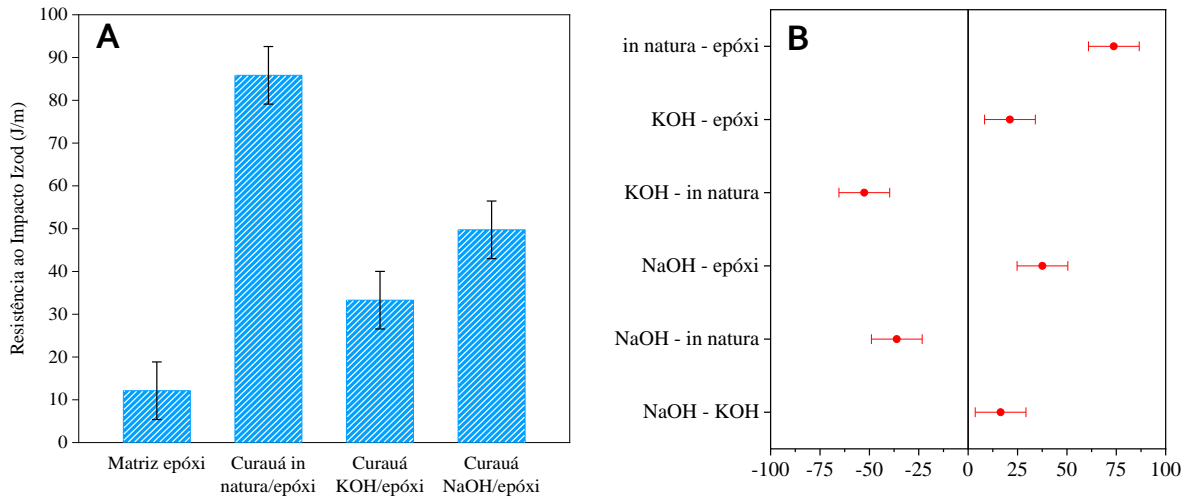 A
Resistência ao Impacto Izod (J/m)
100
90
80
70
60
50
40
30
20
10
0
Matriz epóxi
Curauá in
natura/epóxi
Curauá
KOH/epóxi
Curauá
NaOH/epóxi
B
in natura - epóxi
KOH - epóxi
KOH - in natura
NaOH - epóxi
NaOH - in natura
NaOH - KOH
-100 -75 -50 -25 0 25 50 75 100